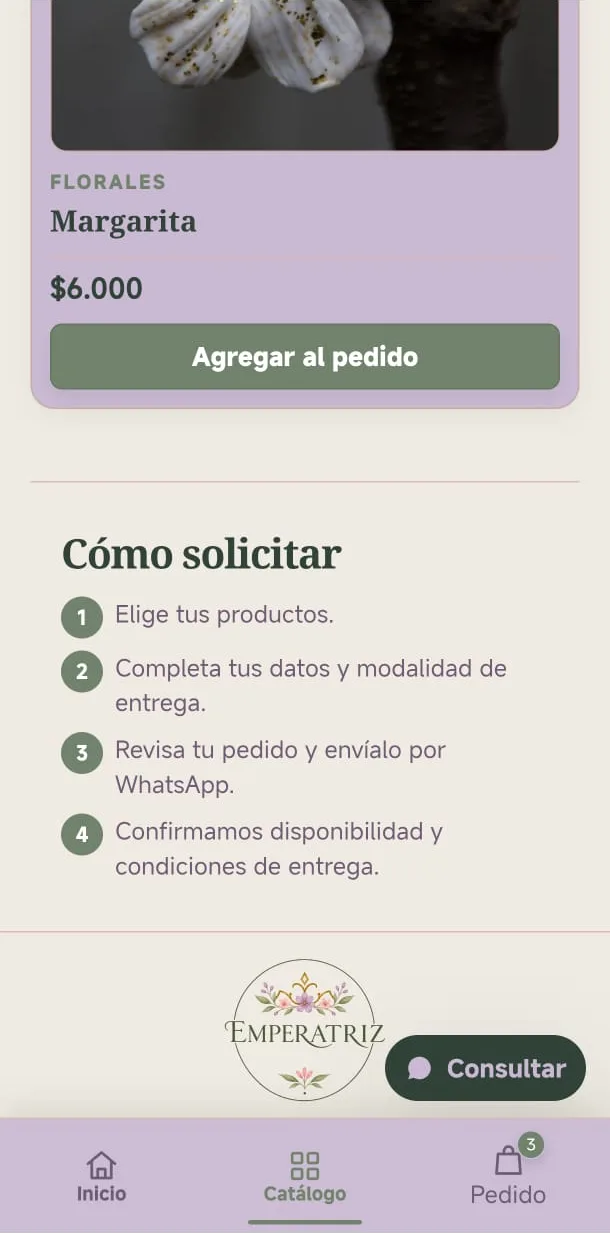 FLORALES
Margarita
$6.000
Agregar al pedido
Cómo solicitar
1 Elige tus productos.
2 Completa tus datos y modalidad de
entrega.
3 Revisa tu pedido y envíalo por
WhatsApp.
4 Confirmamos disponibilidad y
condiciones de entrega.
EMPERATRIZ
Consultar
3
Inicio
Catálogo
Pedido